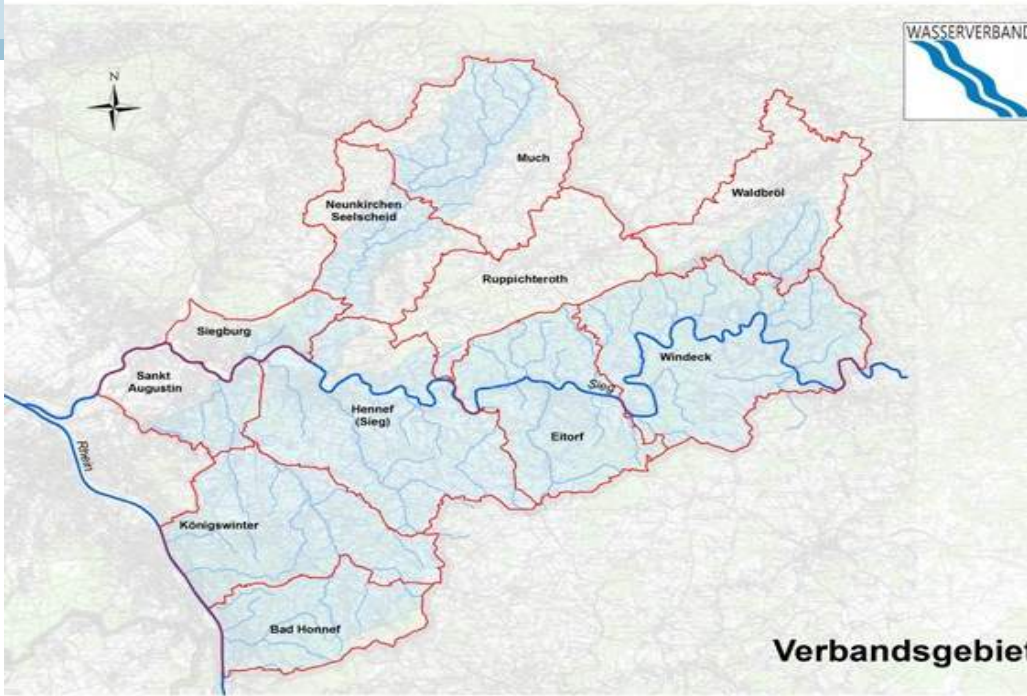 WASSERVERBAND
N
Much
Waldbröl
Neunkirchen
Seelscheid
Ruppichteroth
Siegburg
Windeck
Sankt
Augustin
Sieg
Hennef
(Sieg)
Eitorf
Rhein
Königswinter
Bad Honnef
Verbandsgebiet